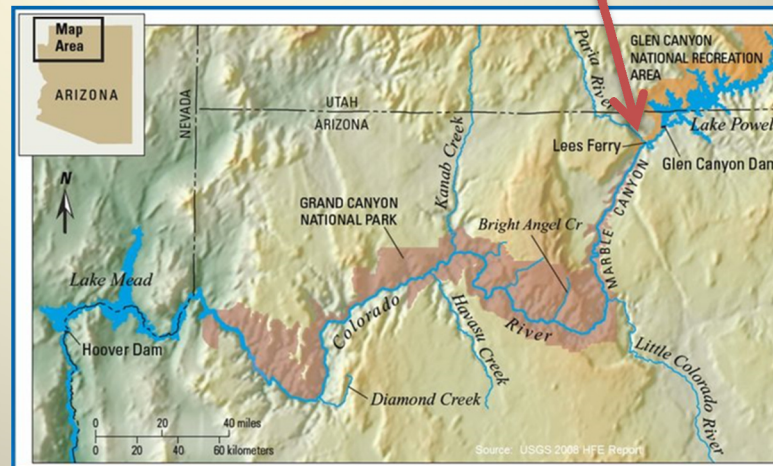 Map
Area
ARIZONA
NEVADA
UTAH
ARIZONA
Paria River
GLEN CANYON
NATIONAL RECREATION
AREA
Lake Powell
Lees Ferry
Glen Canyon Dam
Kanab Creek
N
GRAND CANYON
NATIONAL PARK
Bright Angel Cr
MARBLE CANYON
Lake Mead
Hoover Dam
Colorado
River
Havasu Creek
Little Colorado
River
Diamond Creek
0 20 40 miles
0 20 40 60 kilometers
Source: USGS 2008 HFE Report